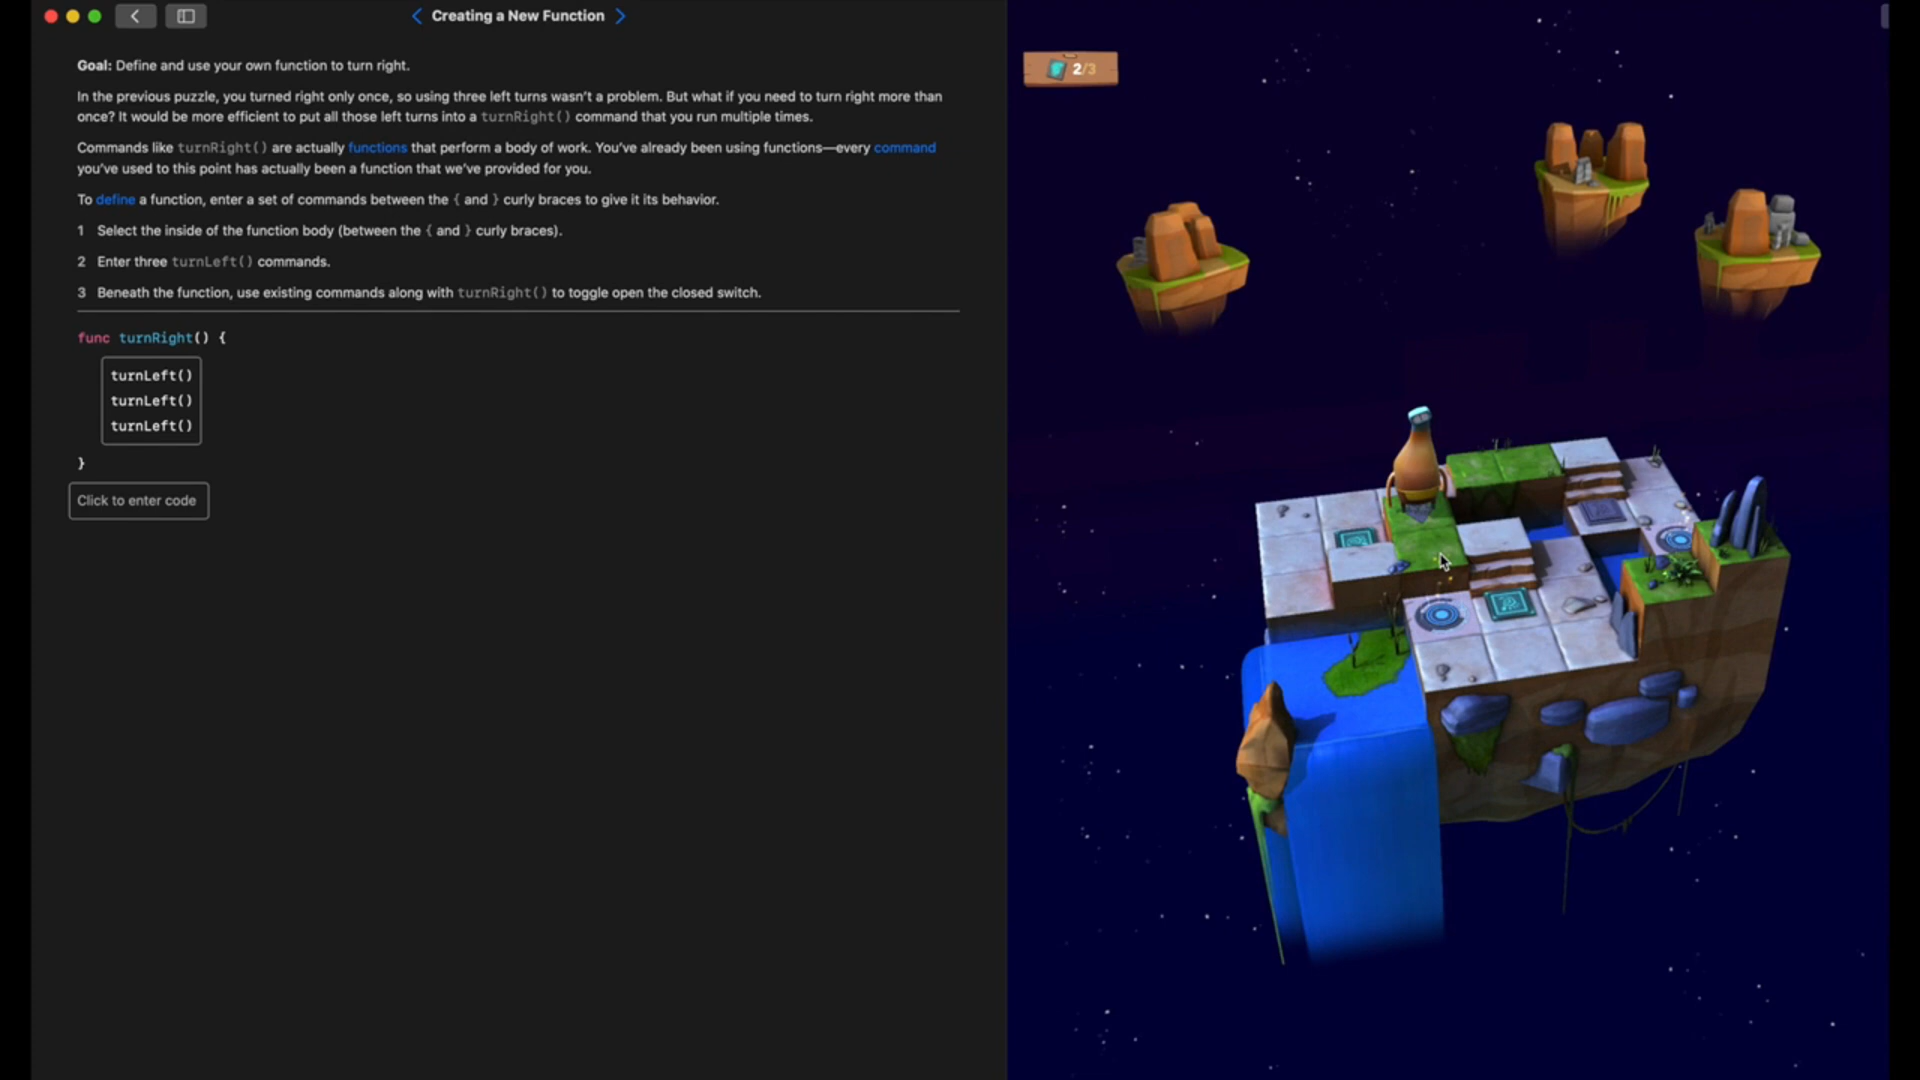 Creating a New Function
Goal: Define and use your own function to turn right.
In the previous puzzle, you turned right only once, so using three left turns wasn’t a problem. But what if you need to turn right more than
once? It would be more efficient to put all those left turns into a turnRight() command that you run multiple times.
Commands like turnRight() are actually functions that perform a body of work. You’ve already been using functions—every command
you’ve used to this point has actually been a function that we’ve provided for you.
To define a function, enter a set of commands between the { and } curly braces to give it its behavior.
1 Select the inside of the function body (between the { and } curly braces).
2 Enter three turnLeft() commands.
3 Beneath the function, use existing commands along with turnRight() to toggle open the closed switch.
func turnRight() {
turnLeft()
turnLeft()
turnLeft()
}
Click to enter code
2/3